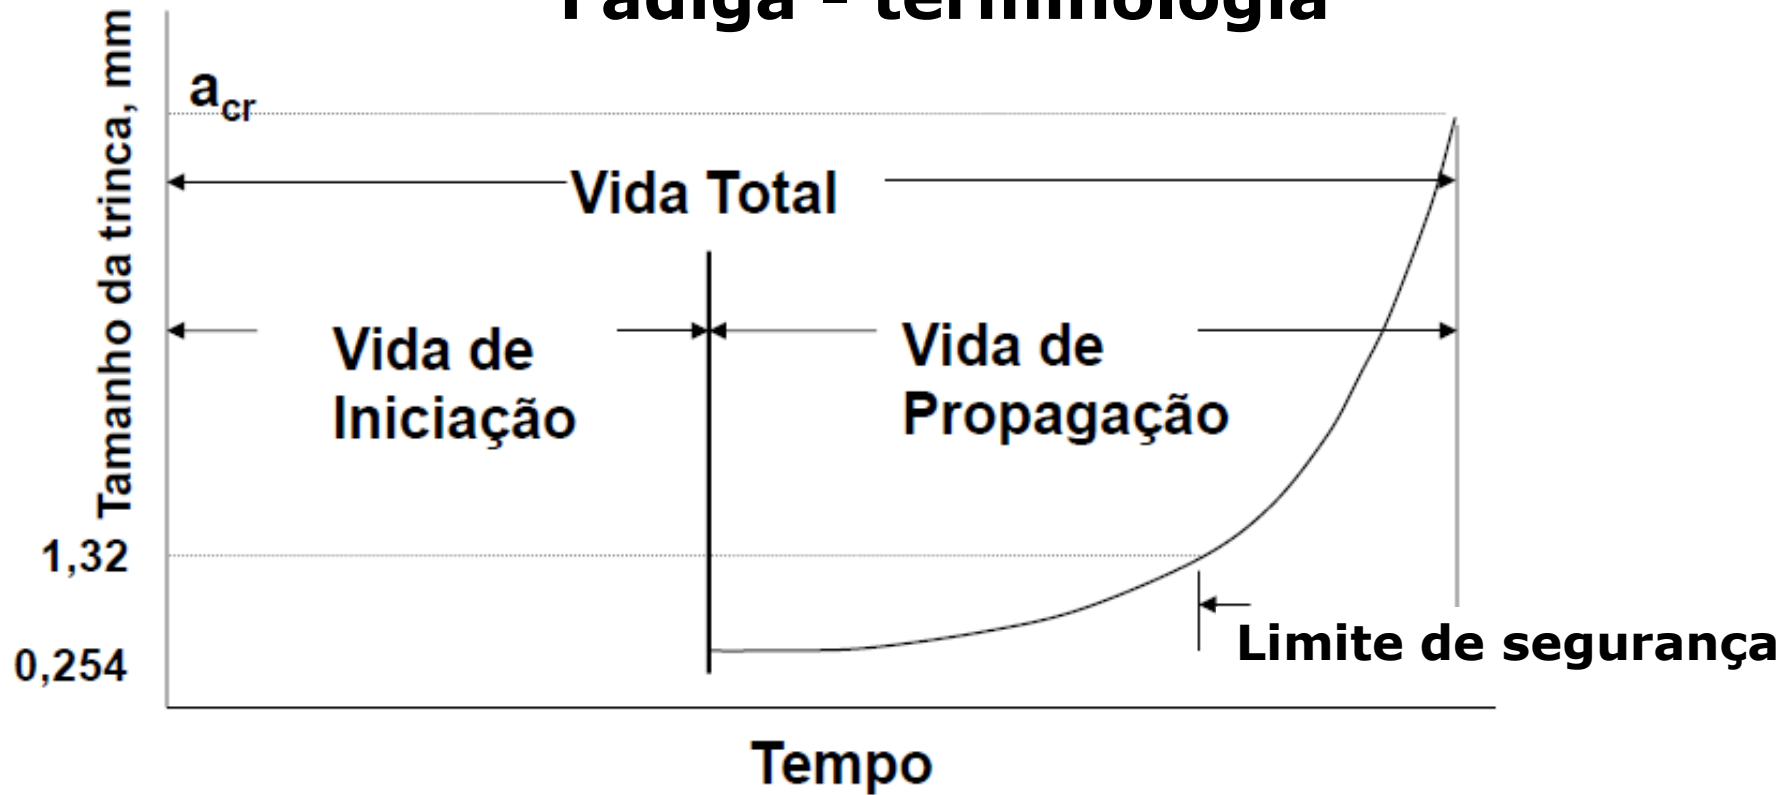 Fadiga – terminologia
Tamanho da trinca, mm
acr
Vida Total
Vida de
Iniciação
Vida de
Propagação
1,32
0,254
Limite de segurança
Tempo